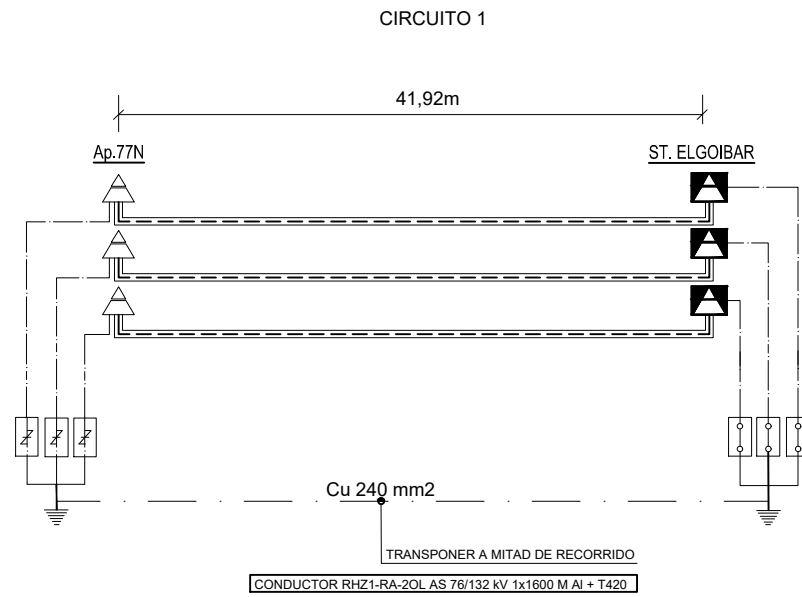 CIRCUITO 1
41,92m
Ap.77N
ST. ELGOIBAR
Cu 240 mm2
TRANSPONER A MITAD DE RECORRIDO
CONDUCTOR RHZ1-RA-2OL AS 76/132 kV 1x1600 M Al + T420